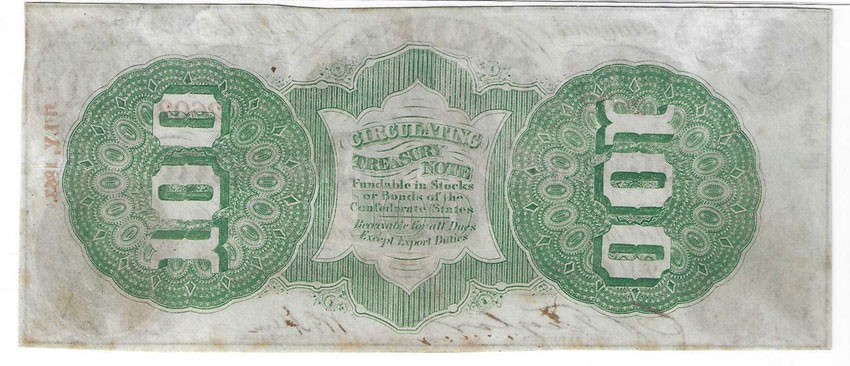 100
CIRCULATING
TREASURY
NOTE
Fundable in Stocks
or Bonds of the
Confederate States
Receivable for all Dues
Except Export Duties
100